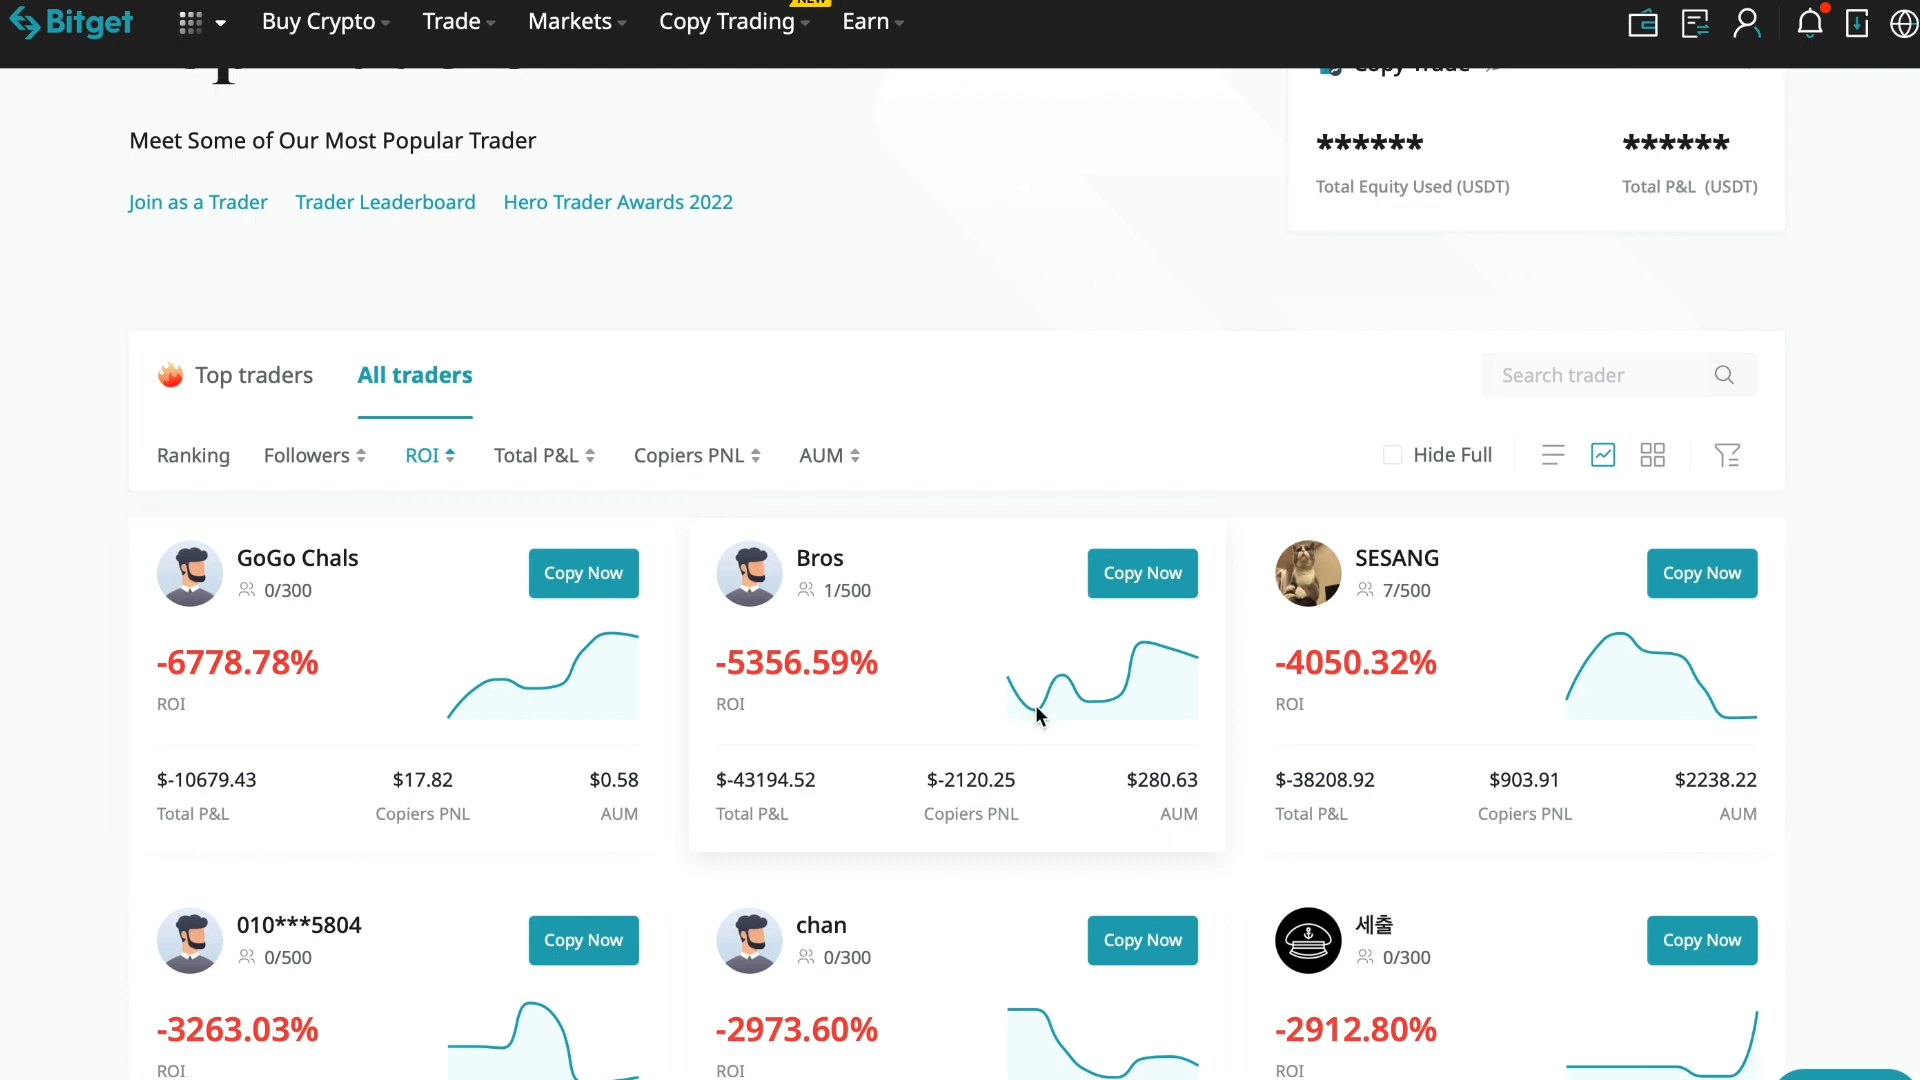 Bitget
Buy Crypto
Trade
Markets
Copy Trading
NEW
Earn
Copy Trade
Meet Some of Our Most Popular Trader
Join as a Trader
Trader Leaderboard
Hero Trader Awards 2022
******
******
Total Equity Used (USDT)
Total P&L (USDT)
Top traders
All traders
Search trader
Ranking
Followers
ROI
Total P&L
Copiers PNL
AUM
Hide Full
GoGo Chals
0/300
Copy Now
-6778.78%
ROI
$-10679.43
$17.82
$0.58
Total P&L
Copiers PNL
AUM
Bros
1/500
Copy Now
-5356.59%
ROI
$-43194.52
$-2120.25
$280.63
Total P&L
Copiers PNL
AUM
SESANG
7/500
Copy Now
-4050.32%
ROI
$-38208.92
$903.91
$2238.22
Total P&L
Copiers PNL
AUM
010***5804
0/500
Copy Now
-3263.03%
ROI
chan
0/300
Copy Now
-2973.60%
ROI
세출
0/300
Copy Now
-2912.80%
ROI